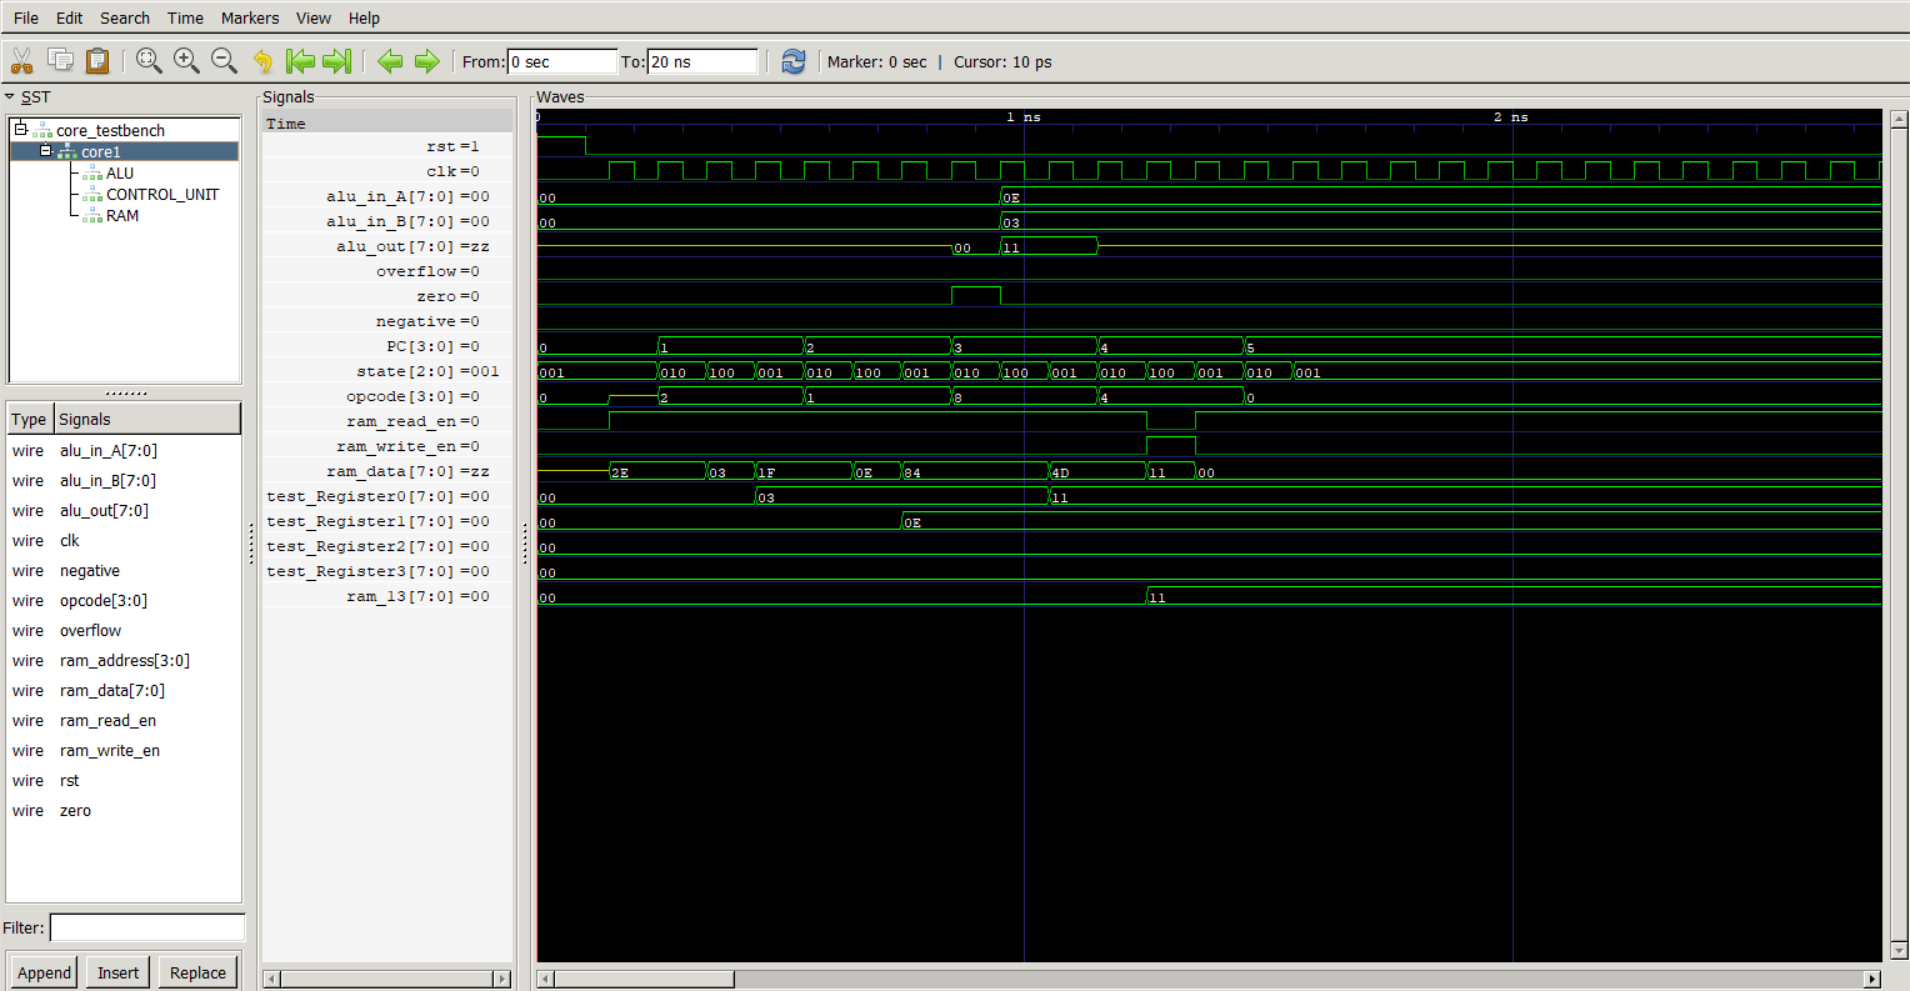 File Edit Search Time Markers View Help
From: 0 sec To: 20 ns Marker: 0 sec | Cursor: 10 ps
SST
core_testbench
core1
ALU
CONTROL_UNIT
RAM
Type Signals
wire alu_in_A[7:0]
wire alu_in_B[7:0]
wire alu_out[7:0]
wire clk
wire negative
wire opcode[3:0]
wire overflow
wire ram_address[3:0]
wire ram_data[7:0]
wire ram_read_en
wire ram_write_en
wire rst
wire zero
Filter:
Append Insert Replace
Signals
Time
rst=1
clk=0
alu_in_A[7:0]=00
alu_in_B[7:0]=00
alu_out[7:0]=zz
overflow=0
zero=0
negative=0
PC[3:0]=0
state[2:0]=001
opcode[3:0]=0
ram_read_en=0
ram_write_en=0
ram_data[7:0]=zz
test_Register0[7:0]=00
test_Register1[7:0]=00
test_Register2[7:0]=00
test_Register3[7:0]=00
ram_13[7:0]=00
Waves
0 1 ns 2 ns
00 0E
00 03
00 11
0 1 2 3 4 5
001 010 100 001 010 100 001 010 100 001 010 100 001 010 001
0 2 1 8 4 0
2E 03 1F 0E 84 4D 11 00
00 03 11
00 0E
00
00
00 11